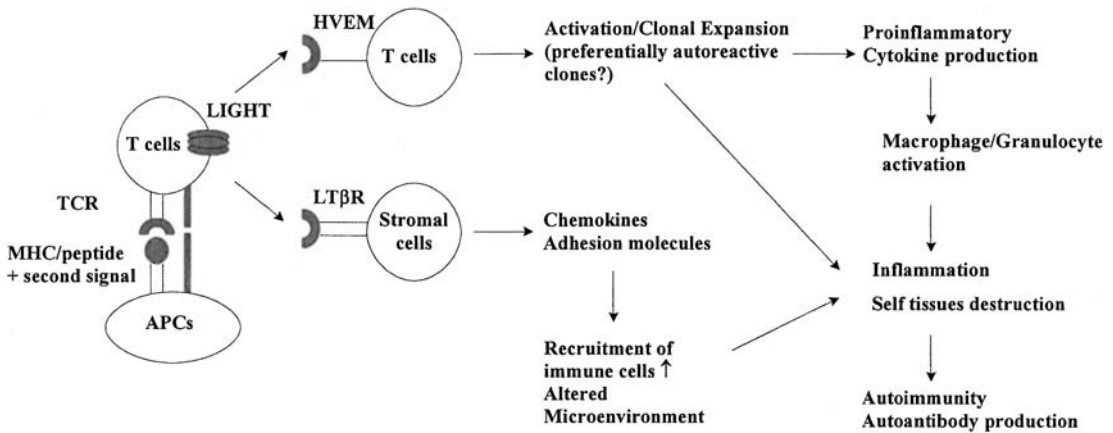 HVEM
T cells
Activation/Clonal Expansion
(preferentially autoreactive
clones?)
Proinflammatory
Cytokine production
LIGHT
T cells
Macrophage/Granulocyte
activation
TCR
LTβR
Stromal
cells
Chemokines
Adhesion molecules
MHC/peptide
+ second signal
APCs
Inflammation
Self tissues destruction
Recruitment of
immune cells ↑
Altered
Microenvironment
Autoimmunity
Autoantibody production